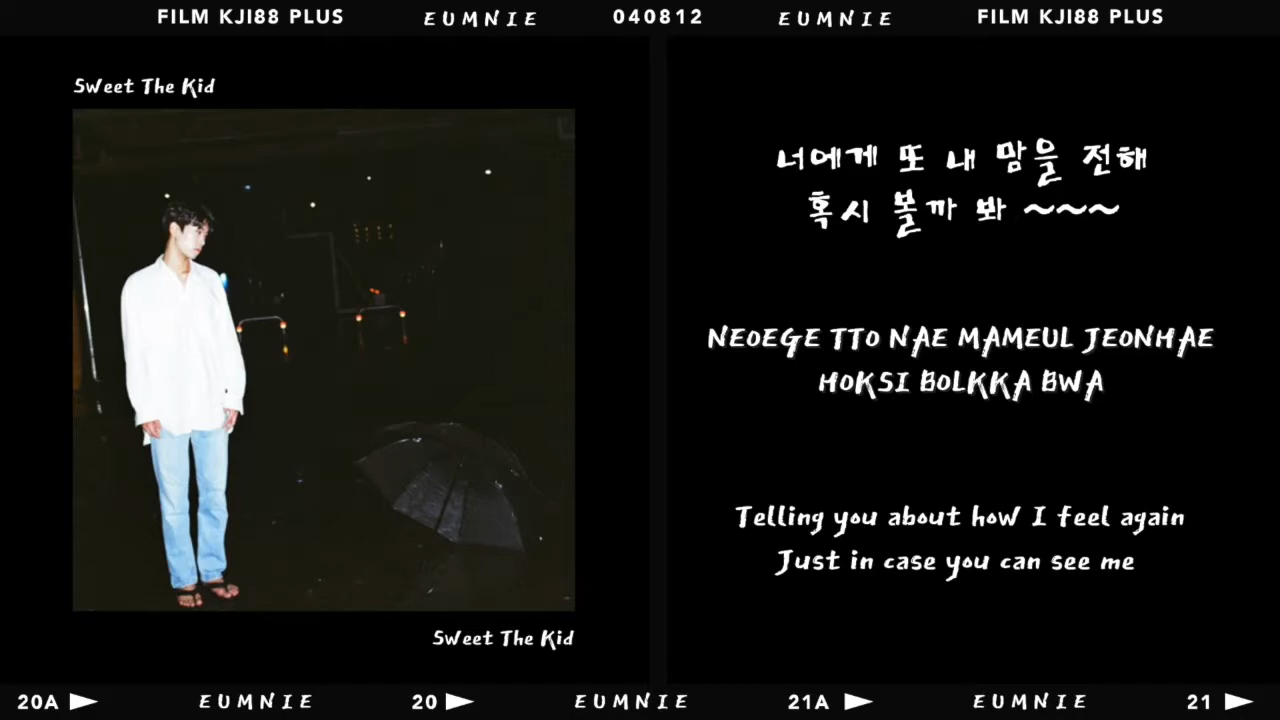 FILM KJI88 PLUS EUMNIE 040812 EUMNIE FILM KJI88 PLUS
Sweet The Kid
너에게 또 내 맘을 전해
혹시 볼까 봐 ~~~
NEOEGE TTO NAE MAMEUL JEONHAE
HOKSI BOLKKA BWA
Telling you about how I feel again
Just in case you can see me
Sweet The Kid
20A EUMNIE 20 EUMNIE 21A EUMNIE 21